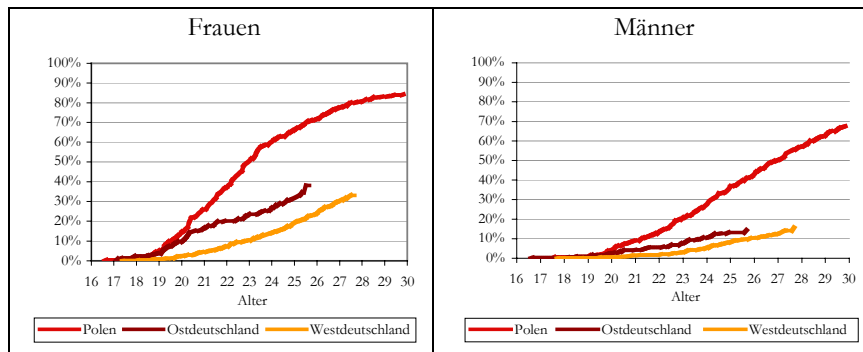 Frauen
100%
90%
80%
70%
60%
50%
40%
30%
20%
10%
0%
16 17 18 19 20 21 22 23 24 25 26 27 28 29 30
Alter
Polen Ostdeutschland Westdeutschland
Männer
100%
90%
80%
70%
60%
50%
40%
30%
20%
10%
0%
16 17 18 19 20 21 22 23 24 25 26 27 28 29 30
Alter
Polen Ostdeutschland Westdeutschland